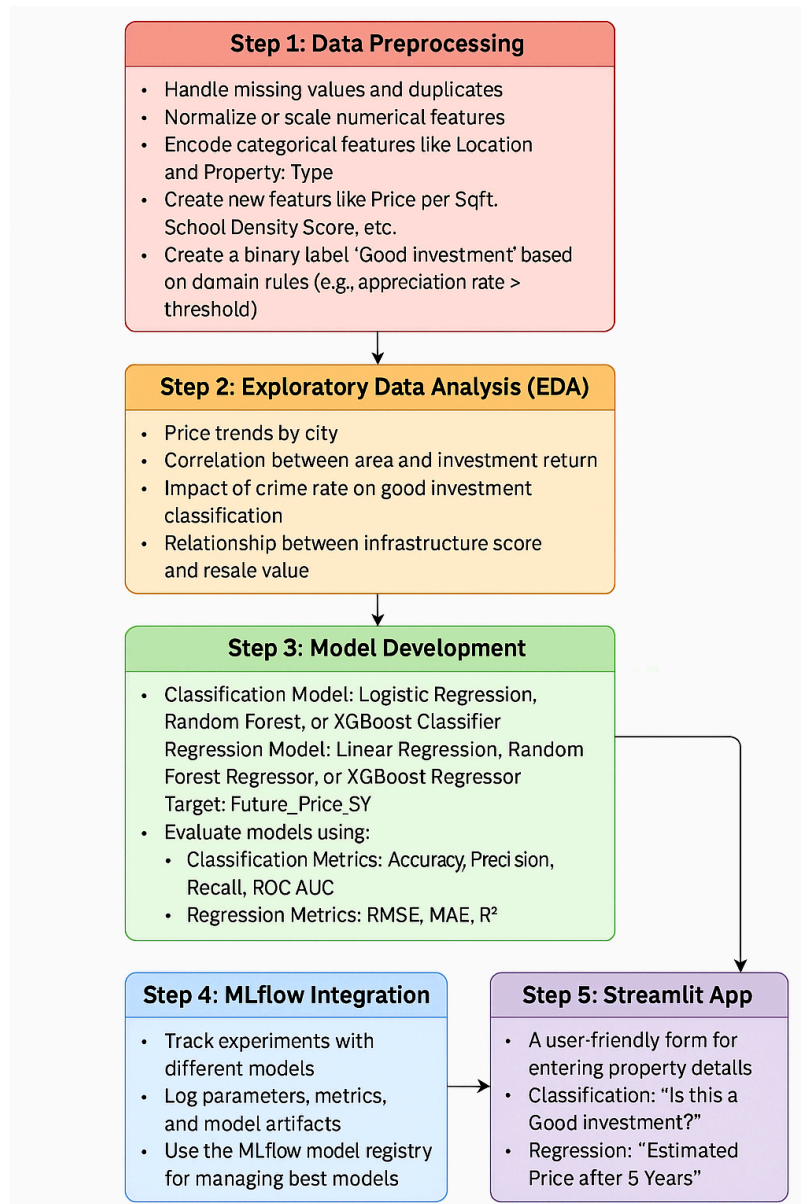 Step 1: Data Preprocessing
• Handle missing values and duplicates
• Normalize or scale numerical features
• Encode categorical features like Location
and Property: Type
• Create new featurs like Price per Sqft.
School Density Score, etc.
• Create a binary label ‘Good investment’ based
on domain rules (e.g., appreciation rate >
threshold)
Step 2: Exploratory Data Analysis (EDA)
• Price trends by city
• Correlation between area and investment return
• Impact of crime rate on good investment
classification
• Relationship between infrastructure score
and resale value
Step 3: Model Development
• Classification Model: Logistic Regression,
Random Forest, or XGBoost Classifier
Regression Model: Linear Regression, Random
Forest Regressor, or XGBoost Regressor
Target: Future_Price_SY
• Evaluate models using:
• Classification Metrics: Accuracy, Precision,
Recall, ROC AUC
• Regression Metrics: RMSE, MAE, R²
Step 4: MLflow Integration
• Track experiments with
different models
• Log parameters, metrics,
and model artifacts
• Use the MLflow model registry
for managing best models
Step 5: Streamlit App
• A user-friendly form for
entering property details
• Classification: “Is this a
Good investment?”
• Regression: “Estimated
Price after 5 Years”